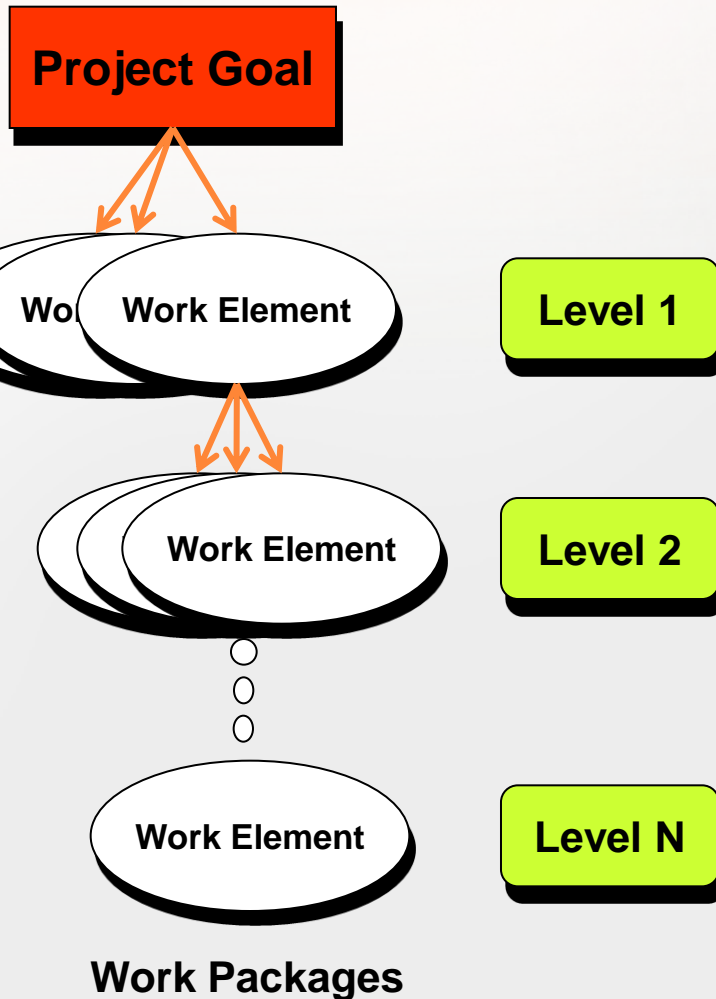 Project Goal
Work Element
Level 1
Work Element
Level 2
Work Element
Level N
Work Packages